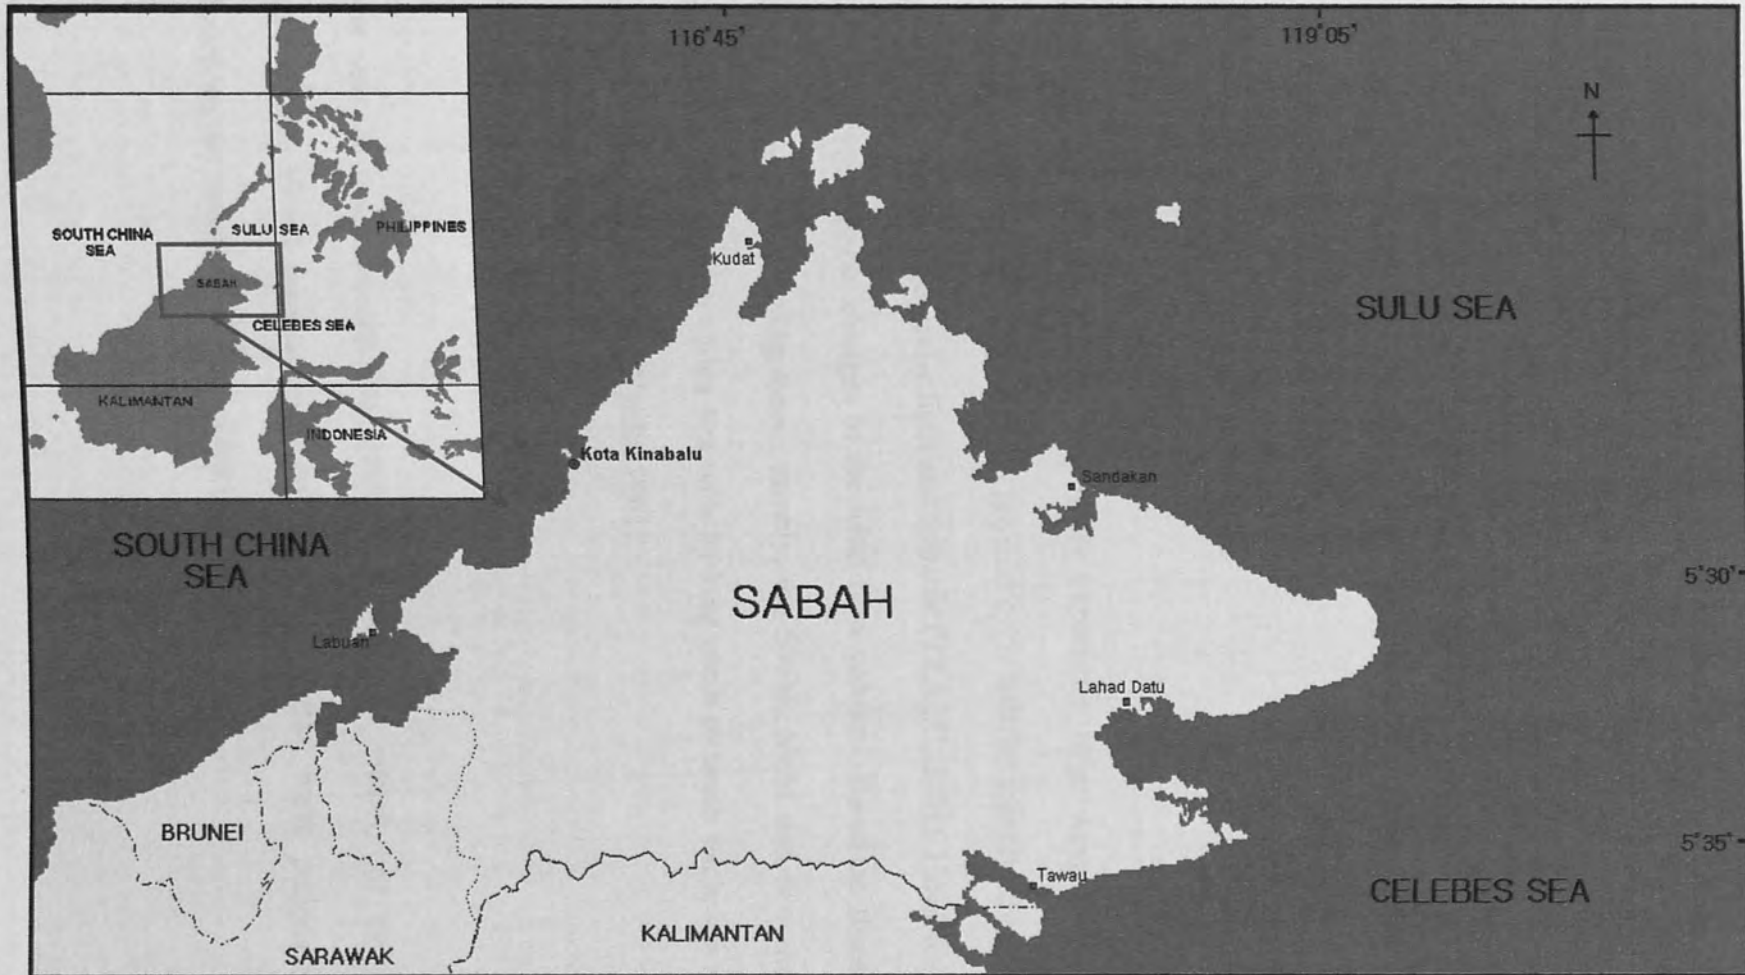 116°45'
119°05'
N
SOUTH CHINA
SEA
SULU SEA
PHILIPPINES
SABAH
CELEBES SEA
KALIMANTAN
INDONESIA
Kudat
SULU SEA
Kota Kinabalu
Sandakan
SOUTH CHINA
SEA
5°30'
SABAH
Labuan
Lahad Datu
BRUNEI
5°35'
Tawau
CELEBES SEA
KALIMANTAN
SARAWAK